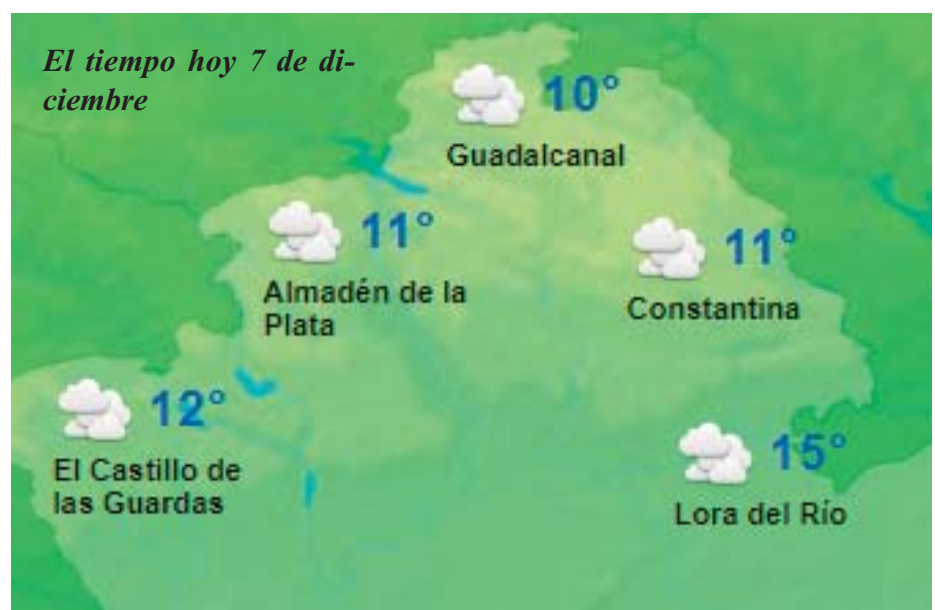 El tiempo hoy 7 de di-
ciembre
10°
Guadalcanal
11°
Almadén de la
Plata
11°
Constantina
12°
El Castillo de
las Guardas
15°
Lora del Río